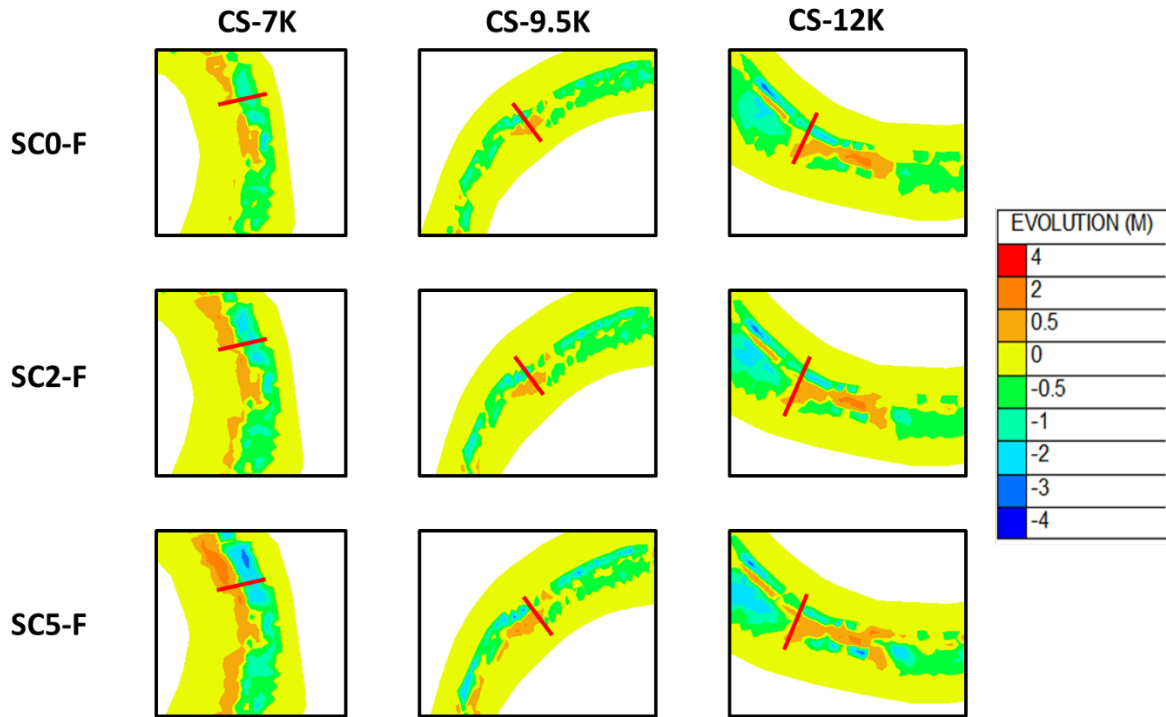 CS-7K CS-9.5K CS-12K
SC0-F
SC2-F
SC5-F
EVOLUTION (M)
4
2
0.5
0
-0.5
-1
-2
-3
-4